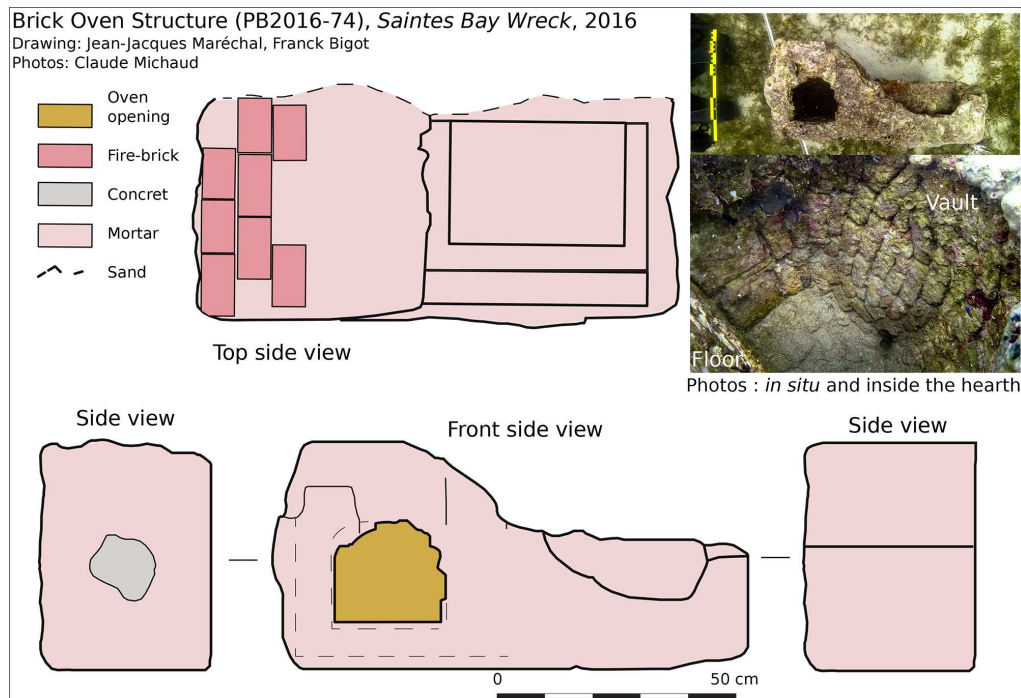 Brick Oven Structure (PB2016-74), Saintes Bay Wreck, 2016
Drawing: Jean-Jacques Maréchal, Franck Bigot
Photos: Claude Michaud
Oven
opening
Fire-brick
Concret
Mortar
Sand
Top side view
Vault
Floor
Photos : in situ and inside the hearth
Side view
Front side view
Side view
0 50 cm